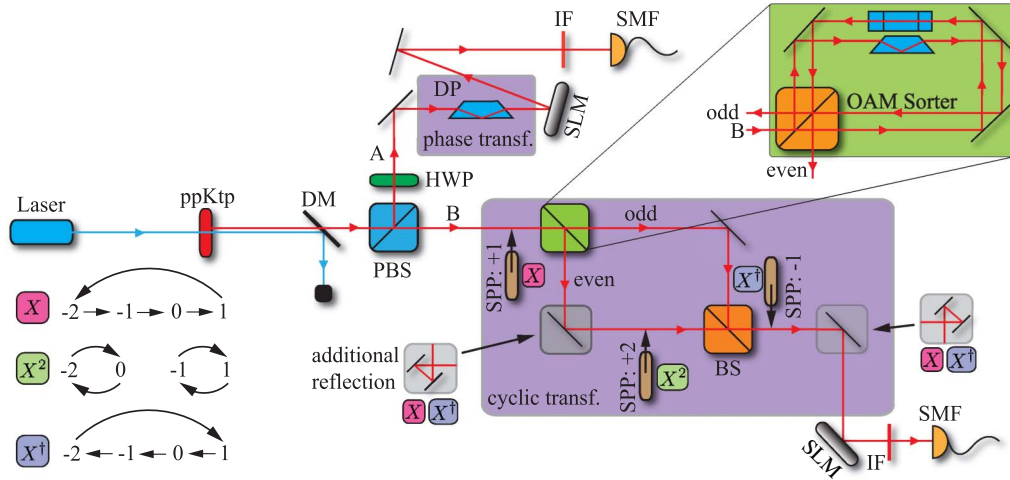 IF
SMF
DP
SLM
phase transf.
A
HWP
OAM Sorter
odd
B
even
Laser
ppKtp
DM
PBS
B
odd
SPP: +1
X
even
X†
SPP: -1
SPP: +2
X²
BS
cyclic transf.
additional
reflection
X X†
X X†
SLM
IF
SMF
X
-2 -1 0 1
X²
-2 0 -1 1
X†
-2 -1 0 1